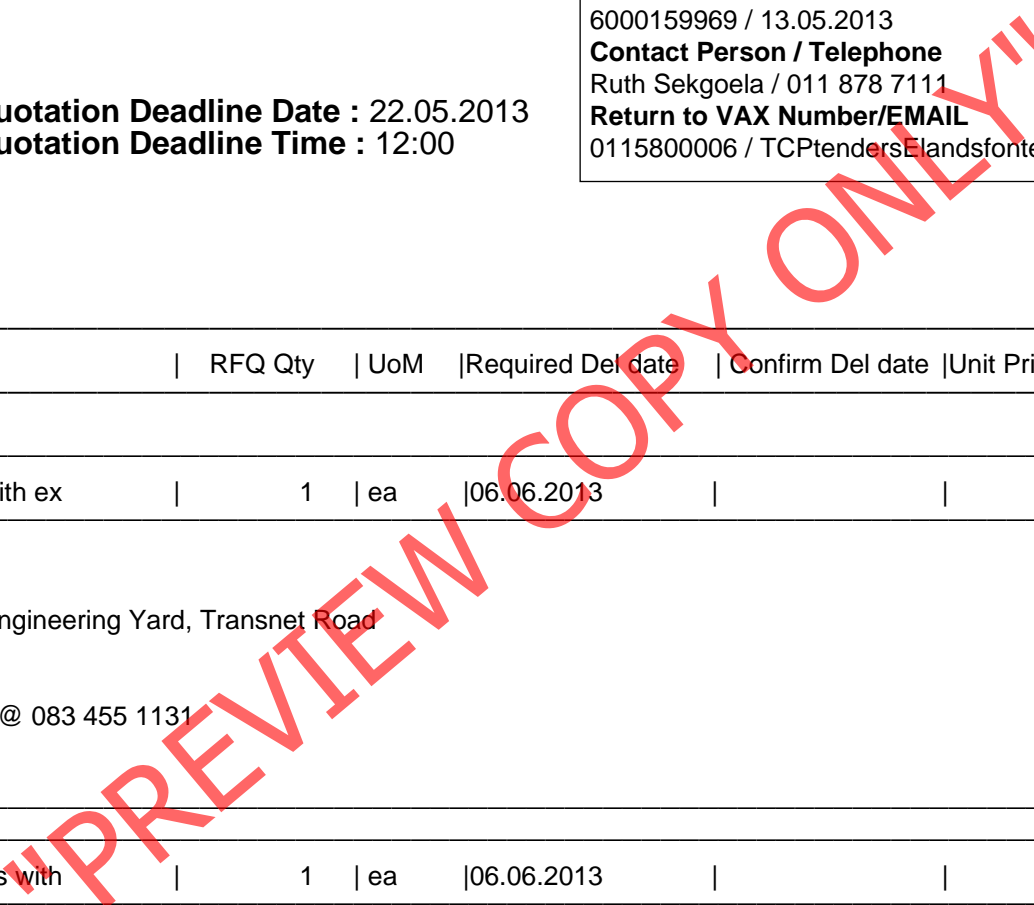 6000159969 / 13.05.2013
Contact Person / Telephone
Ruth Sekgoela / 011 878 7111
uotation Deadline Date : 22.05.2013
Return to VAX Number/EMAIL
uotation Deadline Time : 12:00
0115800006 / TCPtendersElandsfonte
| RFQ Qty | UoM |Required Del date | Confirm Del date |Unit Pri
ith ex | 1 | ea |06.06.2013 | |
ngineering Yard, Transnet Road
@ 083 455 1131
s with | 1 | ea |06.06.2013 | |
"PREVIEW COPY ONLY"